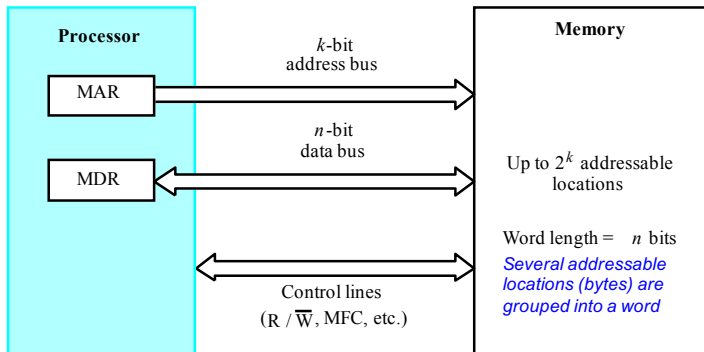 Processor
Memory
k-bit
address bus
MAR
n-bit
data bus
MDR
Up to 2^k addressable
locations
Word length = n bits
Several addressable
locations (bytes) are
grouped into a word
Control lines
(R / W̅, MFC, etc.)